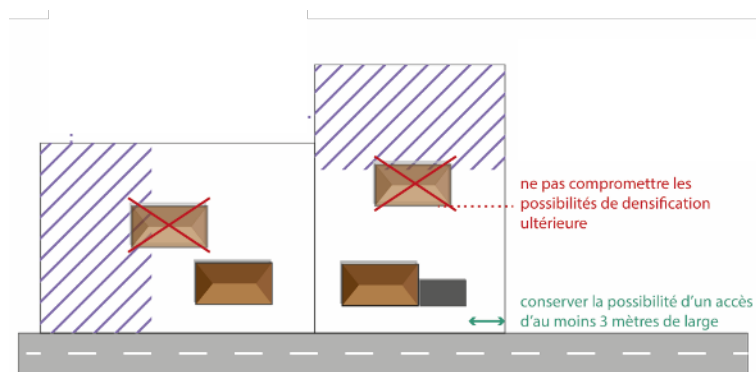 ne pas compromettre les
possibilités de densification
ultérieure
conserver la possibilité d'un accès
d'au moins 3 mètres de large